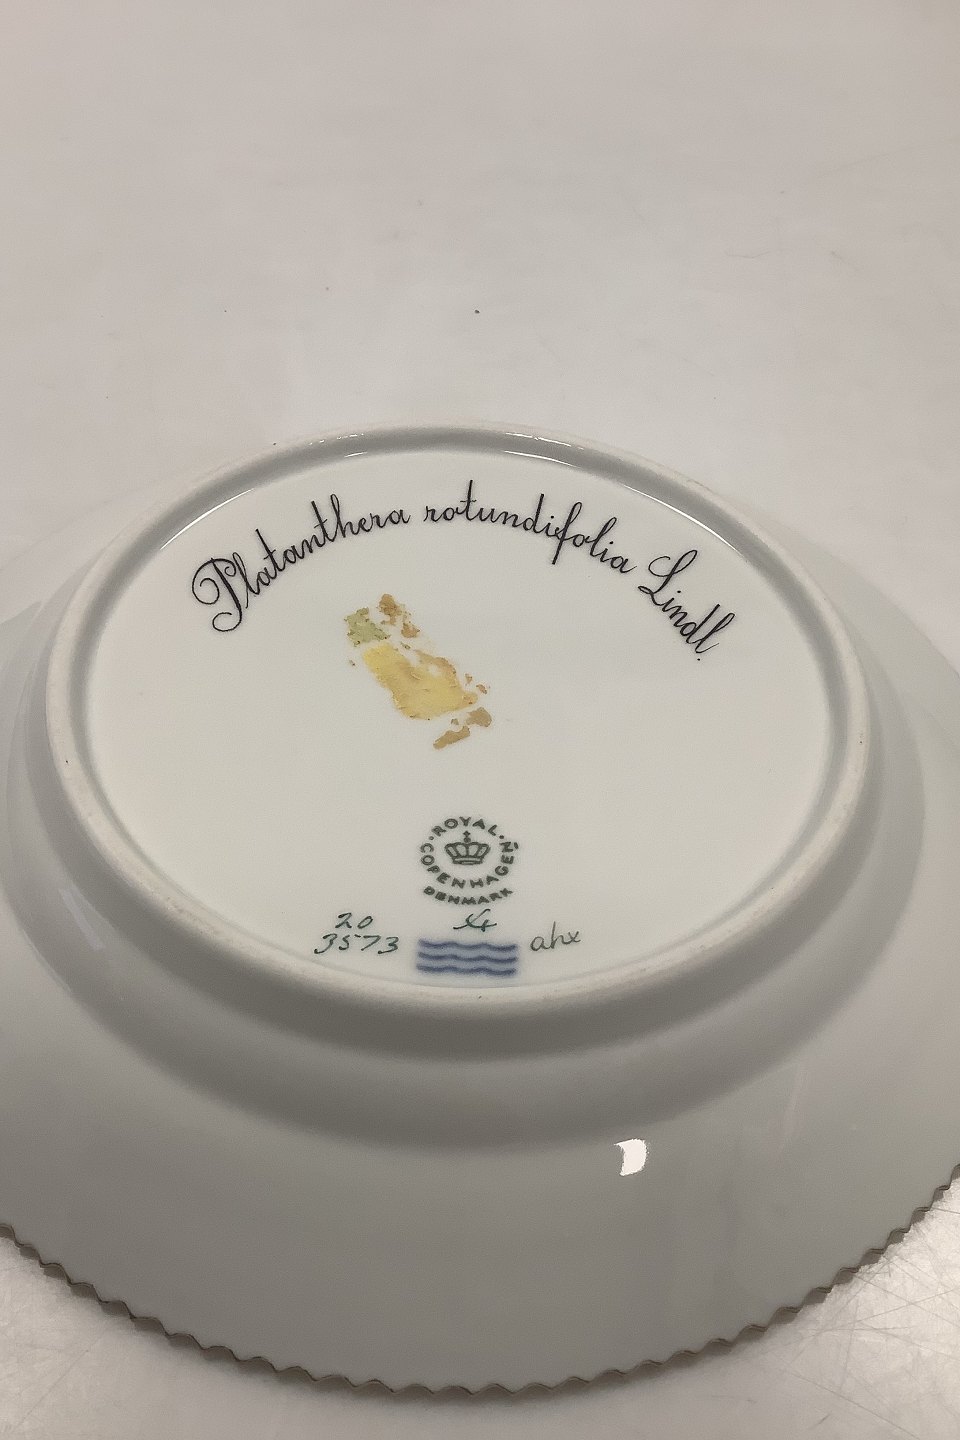 Platanthera rotundifolia Lindl.
ROYAL COPENHAGEN
DENMARK
20
3573
ahx